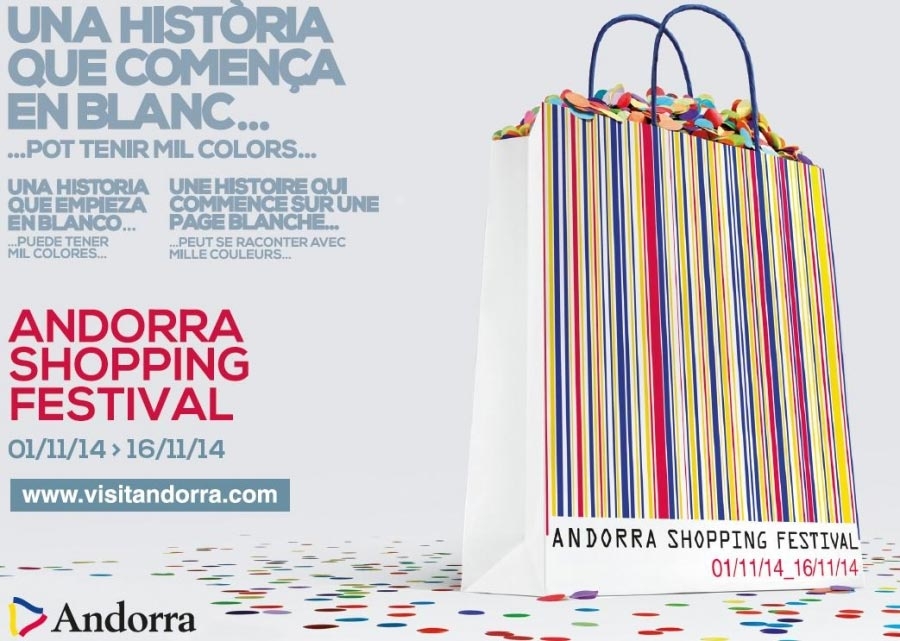 UNA HISTÒRIA
QUE COMENÇA
EN BLANC...
...POT TENIR MIL COLORS...
UNA HISTORIA
QUE EMPIEZA
EN BLANCO...
...PUEDE TENER
MIL COLORES...
UNE HISTOIRE QUI
COMMENCE SUR UNE
PAGE BLANCHE...
...PEUT SE RACONTER AVEC
MILLE COULEURS...
ANDORRA
SHOPPING
FESTIVAL
01/11/14 > 16/11/14
www.visitandorra.com
Andorra
ANDORRA SHOPPING FESTIVAL
01/11/14_16/11/14